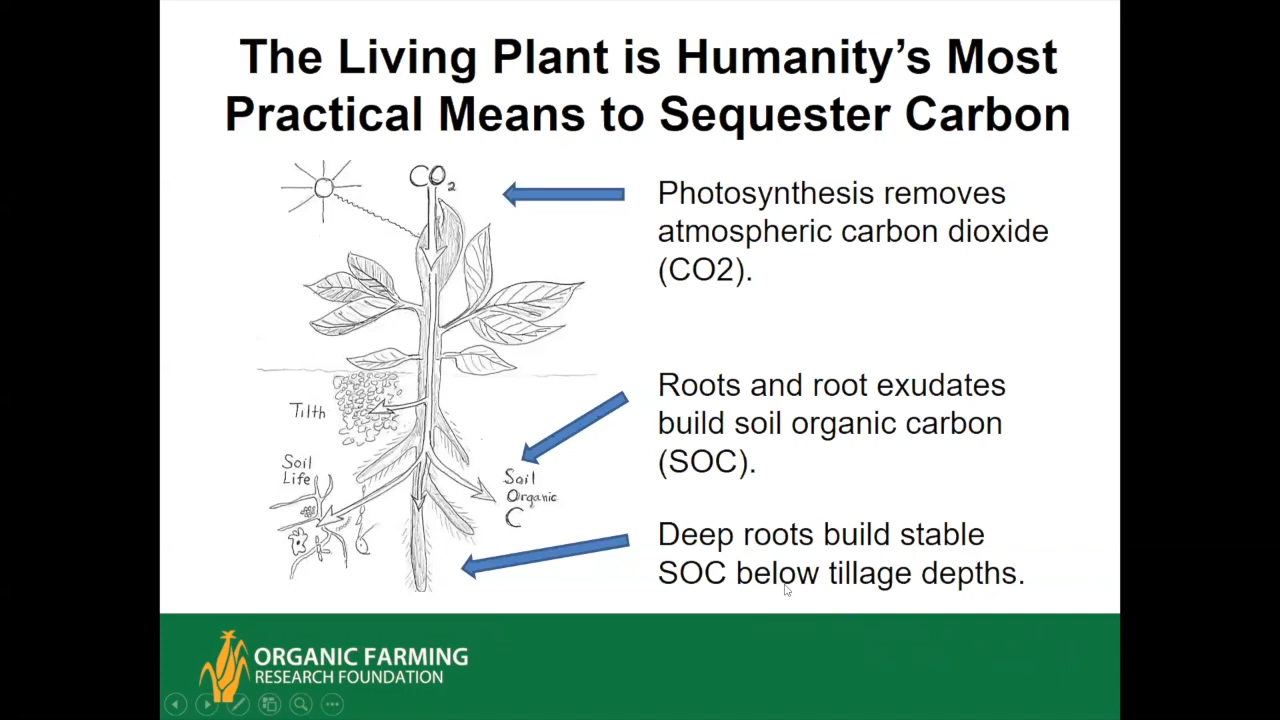 The Living Plant is Humanity’s Most
Practical Means to Sequester Carbon
CO2
Photosynthesis removes
atmospheric carbon dioxide
(CO2).
Tilth
Roots and root exudates
build soil organic carbon
(SOC).
Soil
Life
Soil
Organic
C
Deep roots build stable
SOC below tillage depths.
ORGANIC FARMING
RESEARCH FOUNDATION